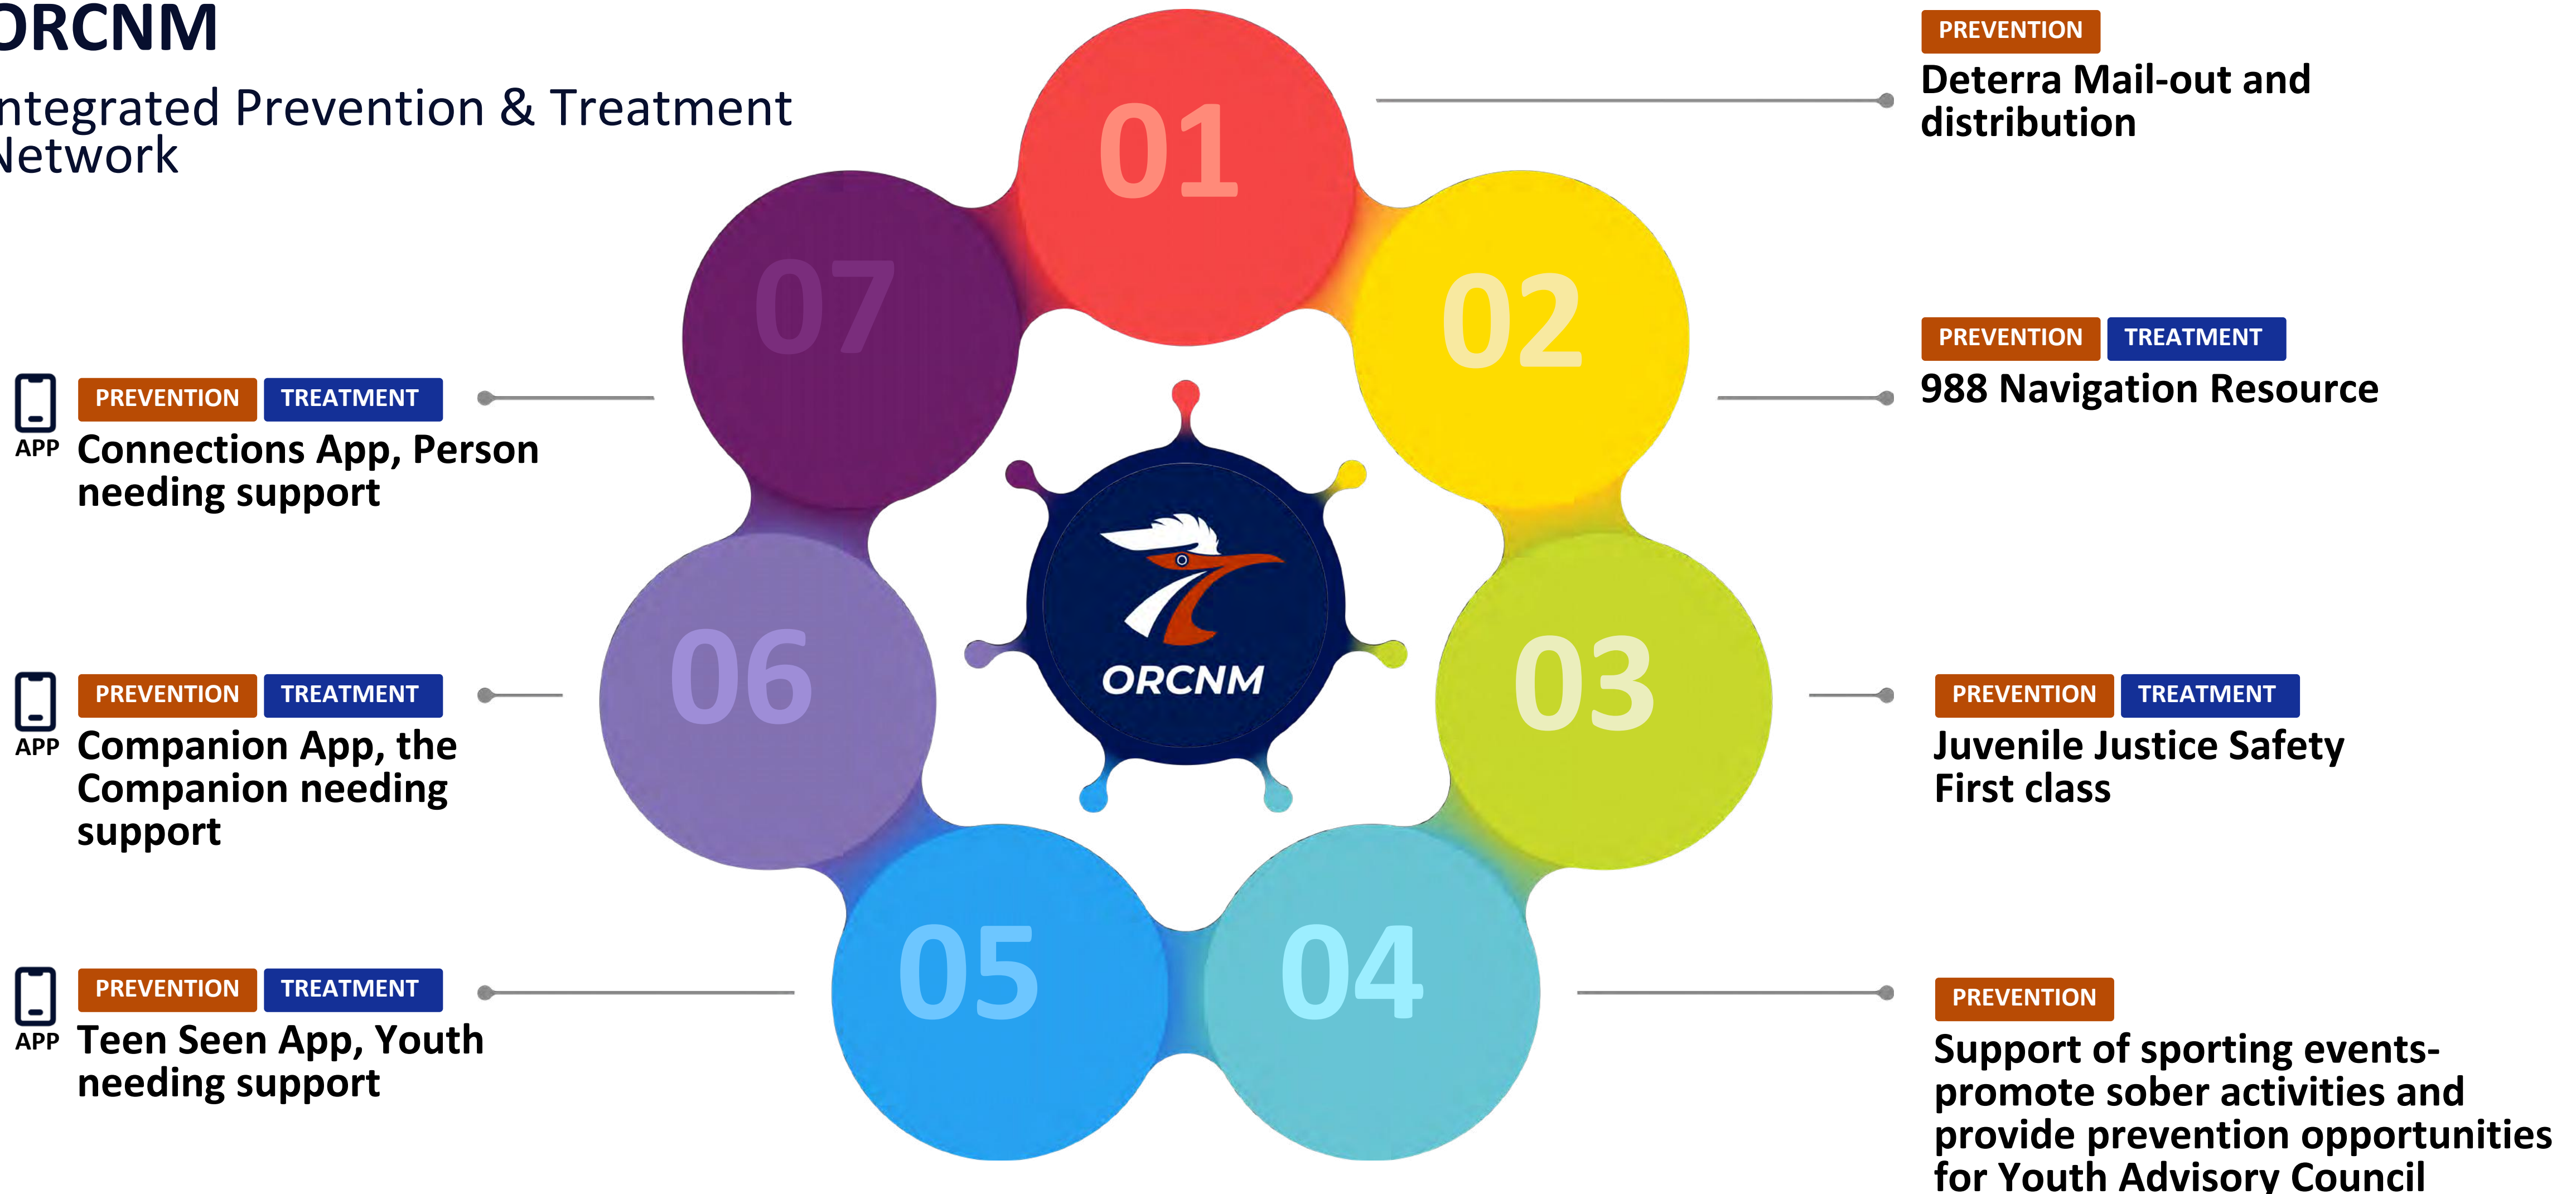 ORCNM
Integrated Prevention & Treatment
Network
01
PREVENTION
Deterra Mail-out and
distribution
02
PREVENTION TREATMENT
988 Navigation Resource
03
PREVENTION TREATMENT
Juvenile Justice Safety
First class
04
PREVENTION
Support of sporting events-
promote sober activities and
provide prevention opportunities
for Youth Advisory Council
05
PREVENTION TREATMENT
APP
Teen Seen App, Youth
needing support
06
PREVENTION TREATMENT
APP
Companion App, the
Companion needing
support
07
PREVENTION TREATMENT
APP
Connections App, Person
needing support
ORCNM